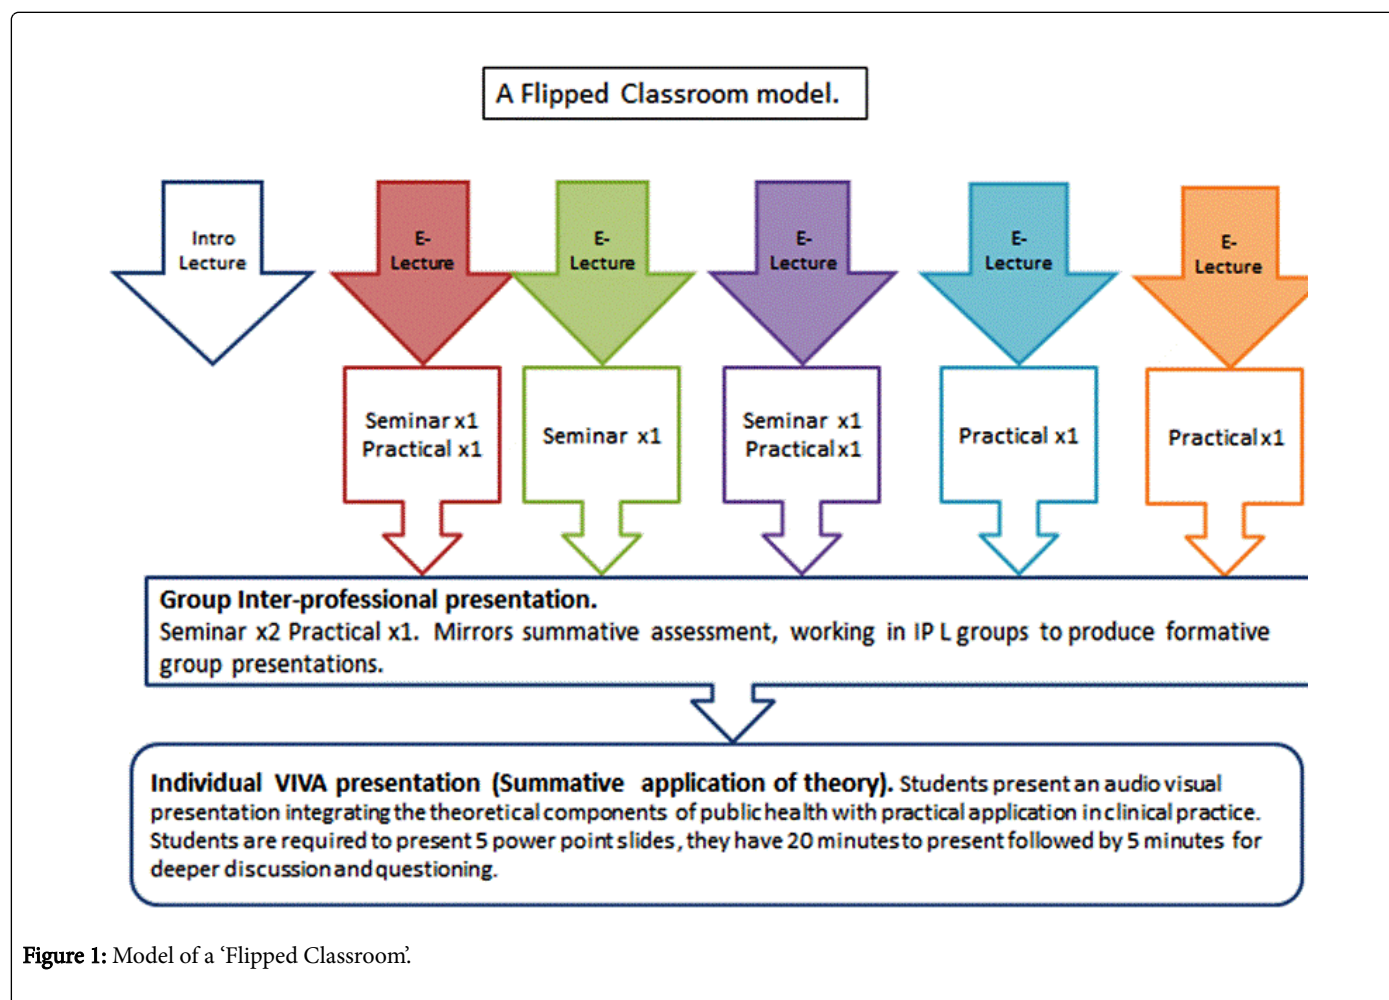 A Flipped Classroom model.
Intro
Lecture
E-
Lecture
E-
Lecture
E-
Lecture
E-
Lecture
E-
Lecture
Seminar x1
Practical x1
Seminar x1
Seminar x1
Practical x1
Practical x1
Practical x1
Group Inter-professional presentation.
Seminar x2 Practical x1. Mirrors summative assessment, working in IP L groups to produce formative
group presentations.
Individual VIVA presentation (Summative application of theory). Students present an audio visual
presentation integrating the theoretical components of public health with practical application in clinical practice.
Students are required to present 5 power point slides, they have 20 minutes to present followed by 5 minutes for
deeper discussion and questioning.
Figure 1: Model of a ‘Flipped Classroom’.